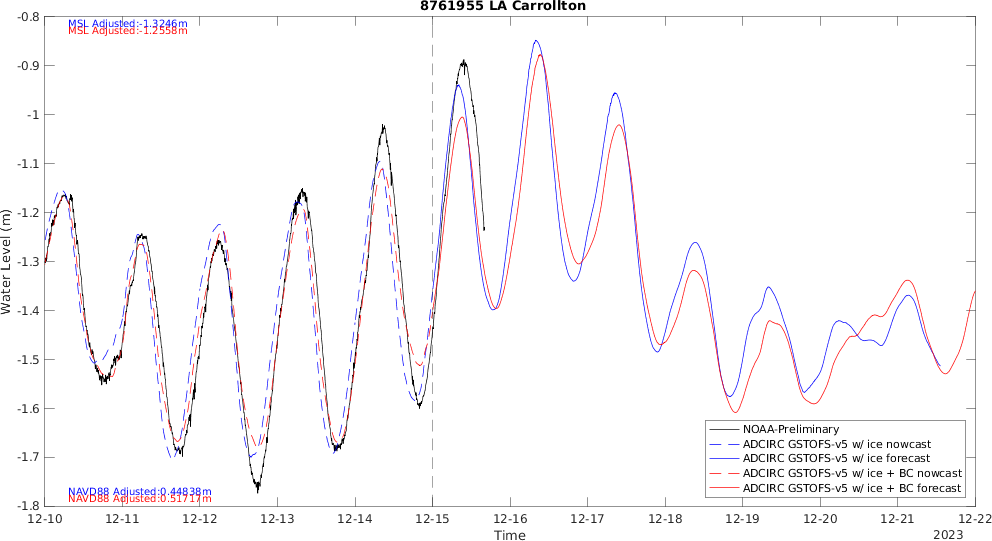 8761955 LA Carrollton
MSL Adjusted:-1.3246m
MSL Adjusted:-1.2558m
-0.8
-0.9
-1
-1.1
-1.2
-1.3
-1.4
-1.5
-1.6
-1.7
-1.8
Water Level (m)
NOAA-Preliminary
ADCIRC GSTOFS-v5 w/ ice nowcast
ADCIRC GSTOFS-v5 w/ ice forecast
ADCIRC GSTOFS-v5 w/ ice + BC nowcast
ADCIRC GSTOFS-v5 w/ ice + BC forecast
NAVD88 Adjusted:0.44838m
NAVD88 Adjusted:0.51717m
12-10 12-11 12-12 12-13 12-14 12-15 12-16 12-17 12-18 12-19 12-20 12-21 12-22
Time
2023